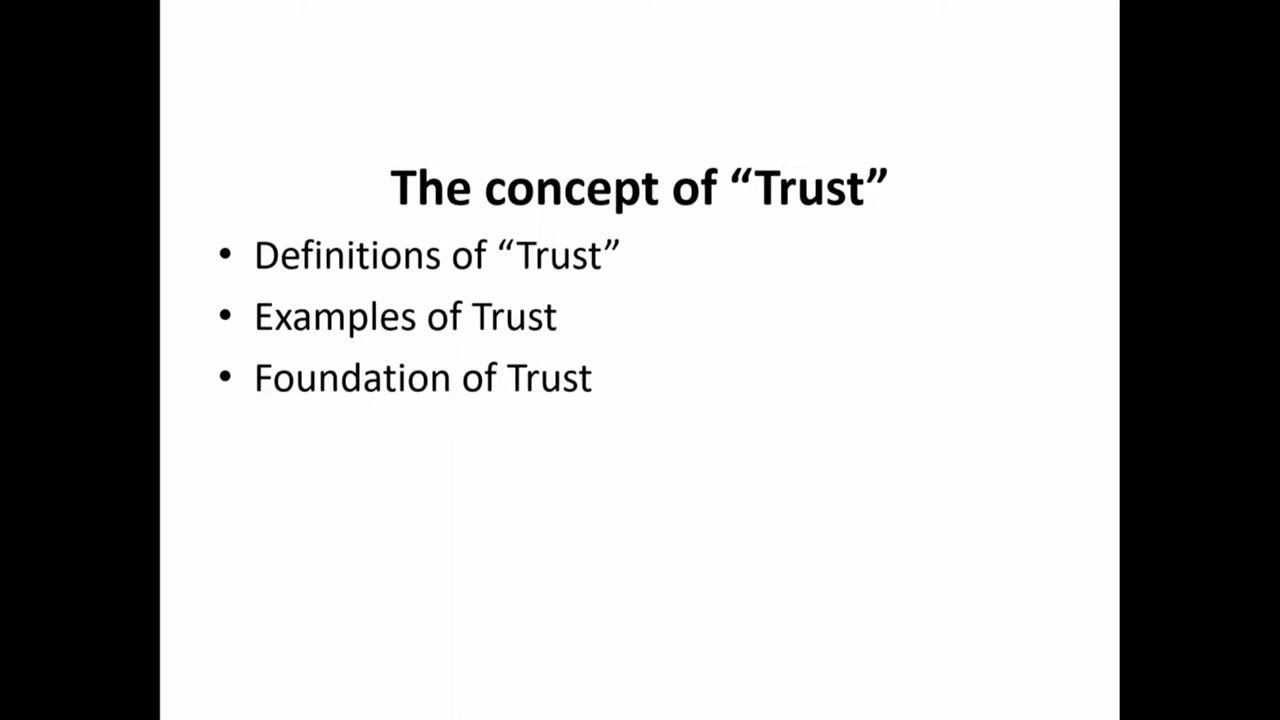 The concept of “Trust”
• Definitions of “Trust”
• Examples of Trust
• Foundation of Trust